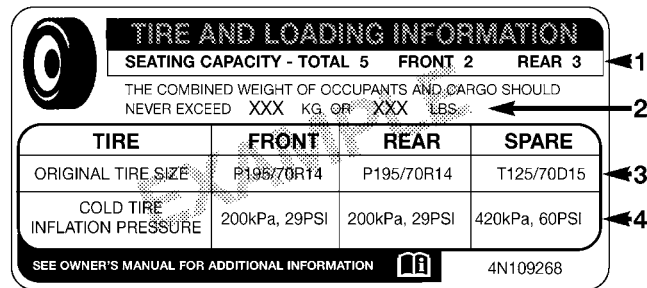 TIRE AND LOADING INFORMATION
SEATING CAPACITY - TOTAL 5 FRONT 2 REAR 3
1
THE COMBINED WEIGHT OF OCCUPANTS AND CARGO SHOULD
NEVER EXCEED XXX KG. OR XXX LBS.
2
TIRE FRONT REAR SPARE
ORIGINAL TIRE SIZE P195/70R14 P195/70R14 T125/70D15
3
COLD TIRE
INFLATION PRESSURE 200kPa, 29PSI 200kPa, 29PSI 420kPa, 60PSI
4
EXAMPLE
SEE OWNER'S MANUAL FOR ADDITIONAL INFORMATION 4N109268